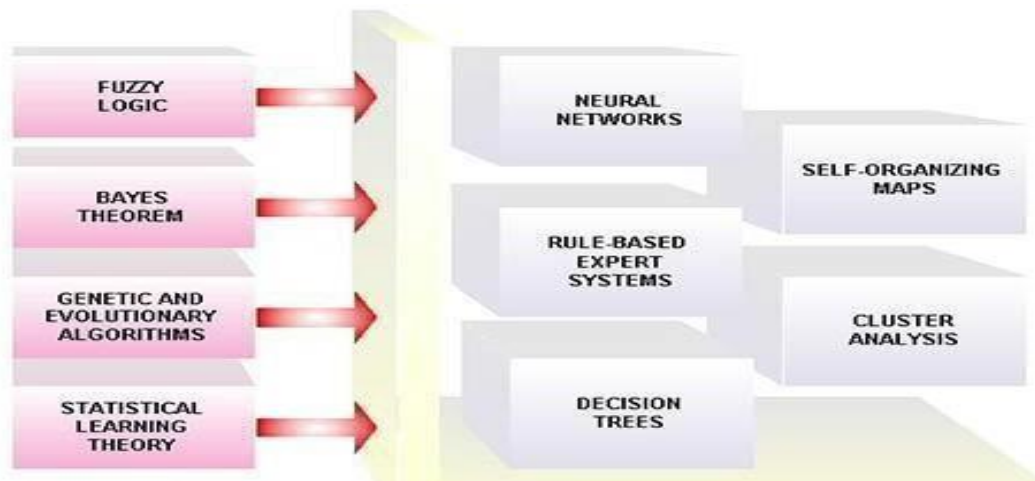 FUZZY
LOGIC
BAYES
THEOREM
GENETIC AND
EVOLUTIONARY
ALGORITHMS
STATISTICAL
LEARNING
THEORY
NEURAL
NETWORKS
SELF-ORGANIZING
MAPS
RULE-BASED
EXPERT
SYSTEMS
CLUSTER
ANALYSIS
DECISION
TREES